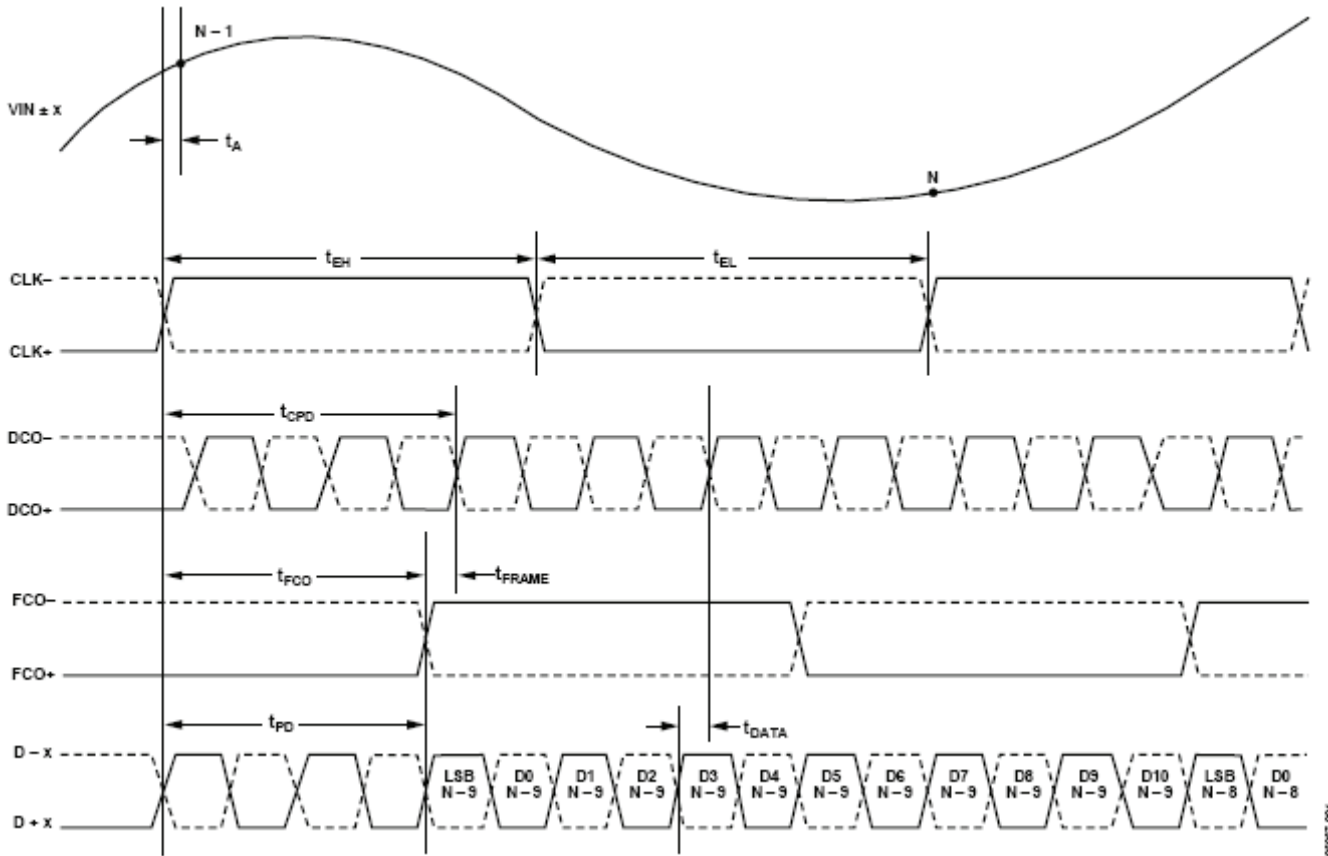 N – 1
VIN ± x
tA
N
tEH
tEL
CLK–
CLK+
tCPD
DCO–
DCO+
tFCO
tFRAME
FCO–
FCO+
tPD
tDATA
D – x
LSB N – 9
D0 N – 9
D1 N – 9
D2 N – 9
D3 N – 9
D4 N – 9
D5 N – 9
D6 N – 9
D7 N – 9
D8 N – 9
D9 N – 9
D10 N – 9
LSB N – 8
D0 N – 8
D + x